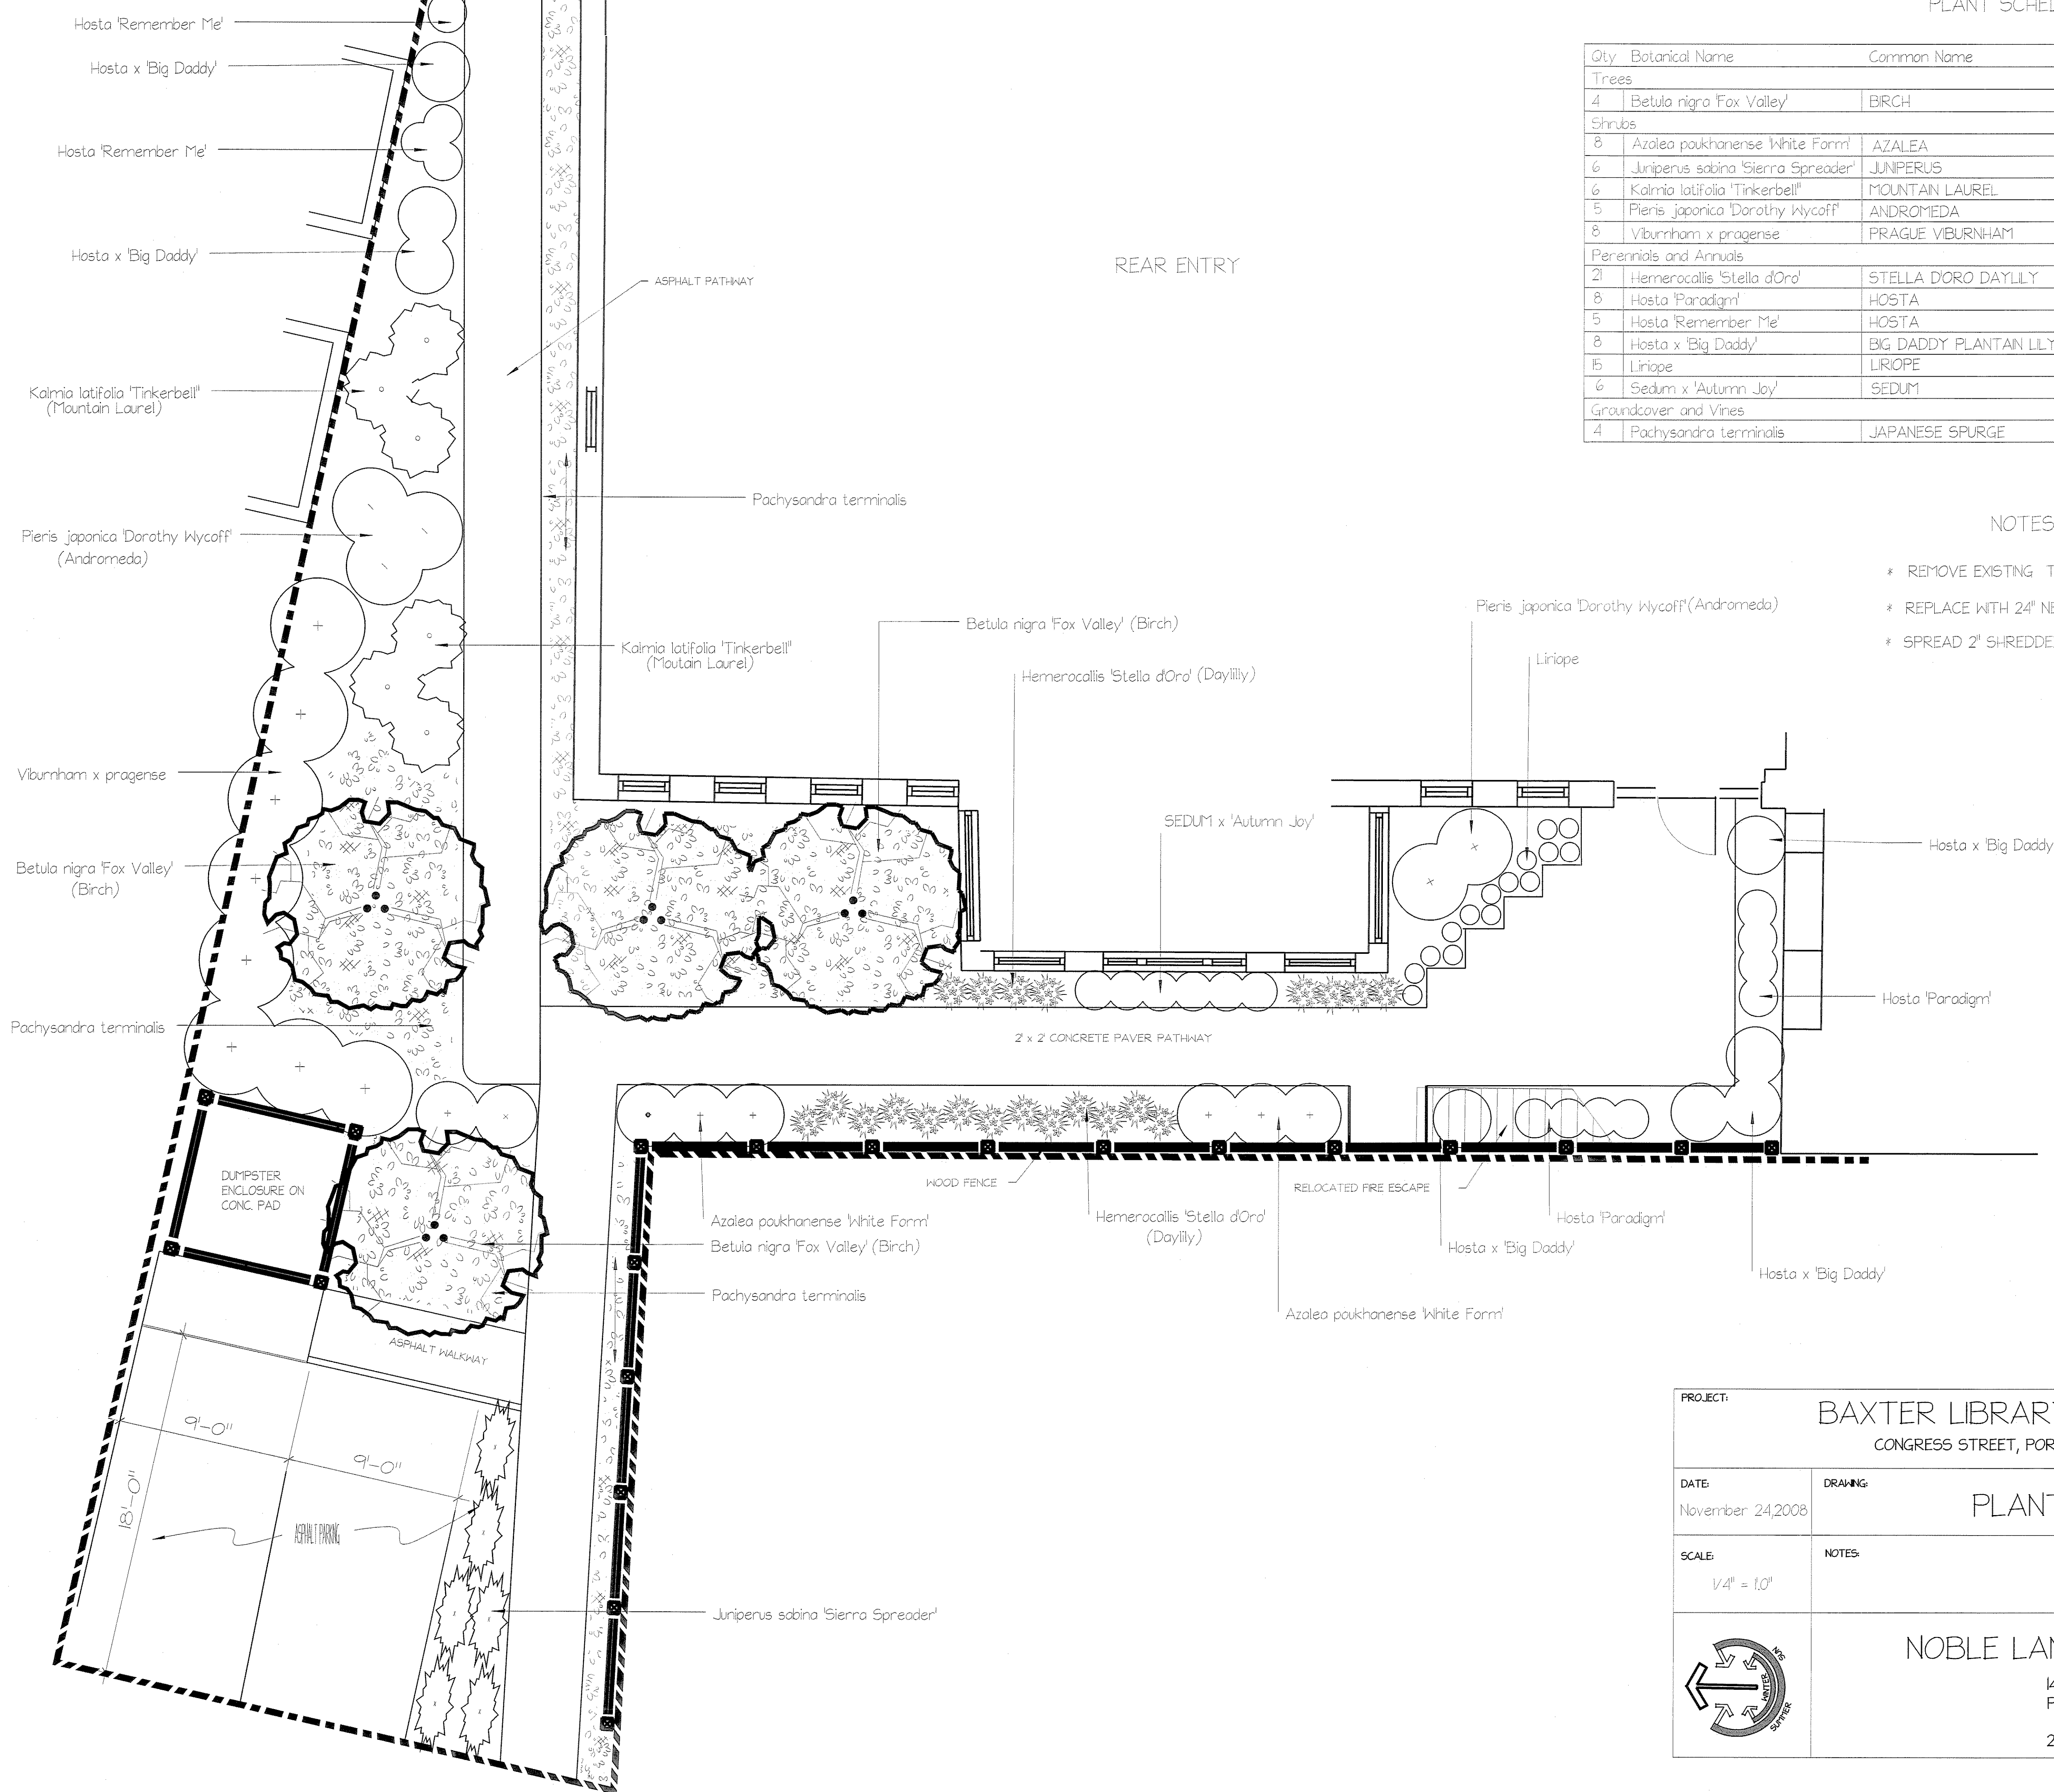 PLANT SCHED
Qty Botanical Name Common Name
Trees
4 Betula nigra 'Fox Valley' BIRCH
Shrubs
8 Azalea poukhanense 'White Form' AZALEA
6 Juniperus sabina 'Sierra Spreader' JUNIPERUS
6 Kalmia latifolia 'Tinkerbell" MOUNTAIN LAUREL
5 Pieris japonica 'Dorothy Wycoff' ANDROMEDA
8 Viburnham x pragense PRAGUE VIBURNHAM
Perennials and Annuals
21 Hemerocallis 'Stella d'Oro' STELLA D'ORO DAYLILY
8 Hosta 'Paradigm' HOSTA
5 Hosta 'Remember Me' HOSTA
8 Hosta x 'Big Daddy' BIG DADDY PLANTAIN LILY
15 Liriope LIRIOPE
6 Sedum x 'Autumn Joy' SEDUM
Groundcover and Vines
4 Pachysandra terminalis JAPANESE SPURGE
Hosta 'Remember Me'
Hosta x 'Big Daddy'
Hosta 'Remember Me'
Hosta x 'Big Daddy'
REAR ENTRY
ASPHALT PATHWAY
Kalmia latifolia 'Tinkerbell"
(Mountain Laurel)
Pachysandra terminalis
Pieris japonica 'Dorothy Wycoff'
(Andromeda)
NOTES
* REMOVE EXISTING T
* REPLACE WITH 24" NE
* SPREAD 2" SHREDDE
Pieris japonica 'Dorothy Wycoff' (Andromeda)
Betula nigra 'Fox Valley' (Birch)
Kalmia latifolia 'Tinkerbell"
(Moutain Laurel)
Liriope
Hemerocallis 'Stella d'Oro' (Daylilly)
Viburnham x pragense
SEDUM x 'Autumn Joy'
Hosta x 'Big Daddy
Betula nigra 'Fox Valley'
(Birch)
Hosta 'Paradigm'
Pachysandra terminalis
2' x 2' CONCRETE PAVER PATHWAY
DUMPSTER
ENCLOSURE ON
CONC. PAD
WOOD FENCE
RELOCATED FIRE ESCAPE
Azalea poukhanense 'White Form'
Hemerocallis 'Stella d'Oro'
(Daylily)
Hosta 'Paradigm'
Betula nigra 'Fox Valley' (Birch)
Hosta x 'Big Daddy'
Hosta x 'Big Daddy'
Pachysandra terminalis
Azalea poukhanense 'White Form'
ASPHALT WALKWAY
9'-0"
9'-0"
18'-0"
ASPHALT PARKING
Juniperus sabina 'Sierra Spreader'
PROJECT:
BAXTER LIBRAR
CONGRESS STREET, POR
DATE:
November 24,2008
DRAWING:
PLANT
SCALE:
1/4" = 1'.0"
NOTES:
NOBLE LAN
SUN
WINTER
SUMMER
14
P
2